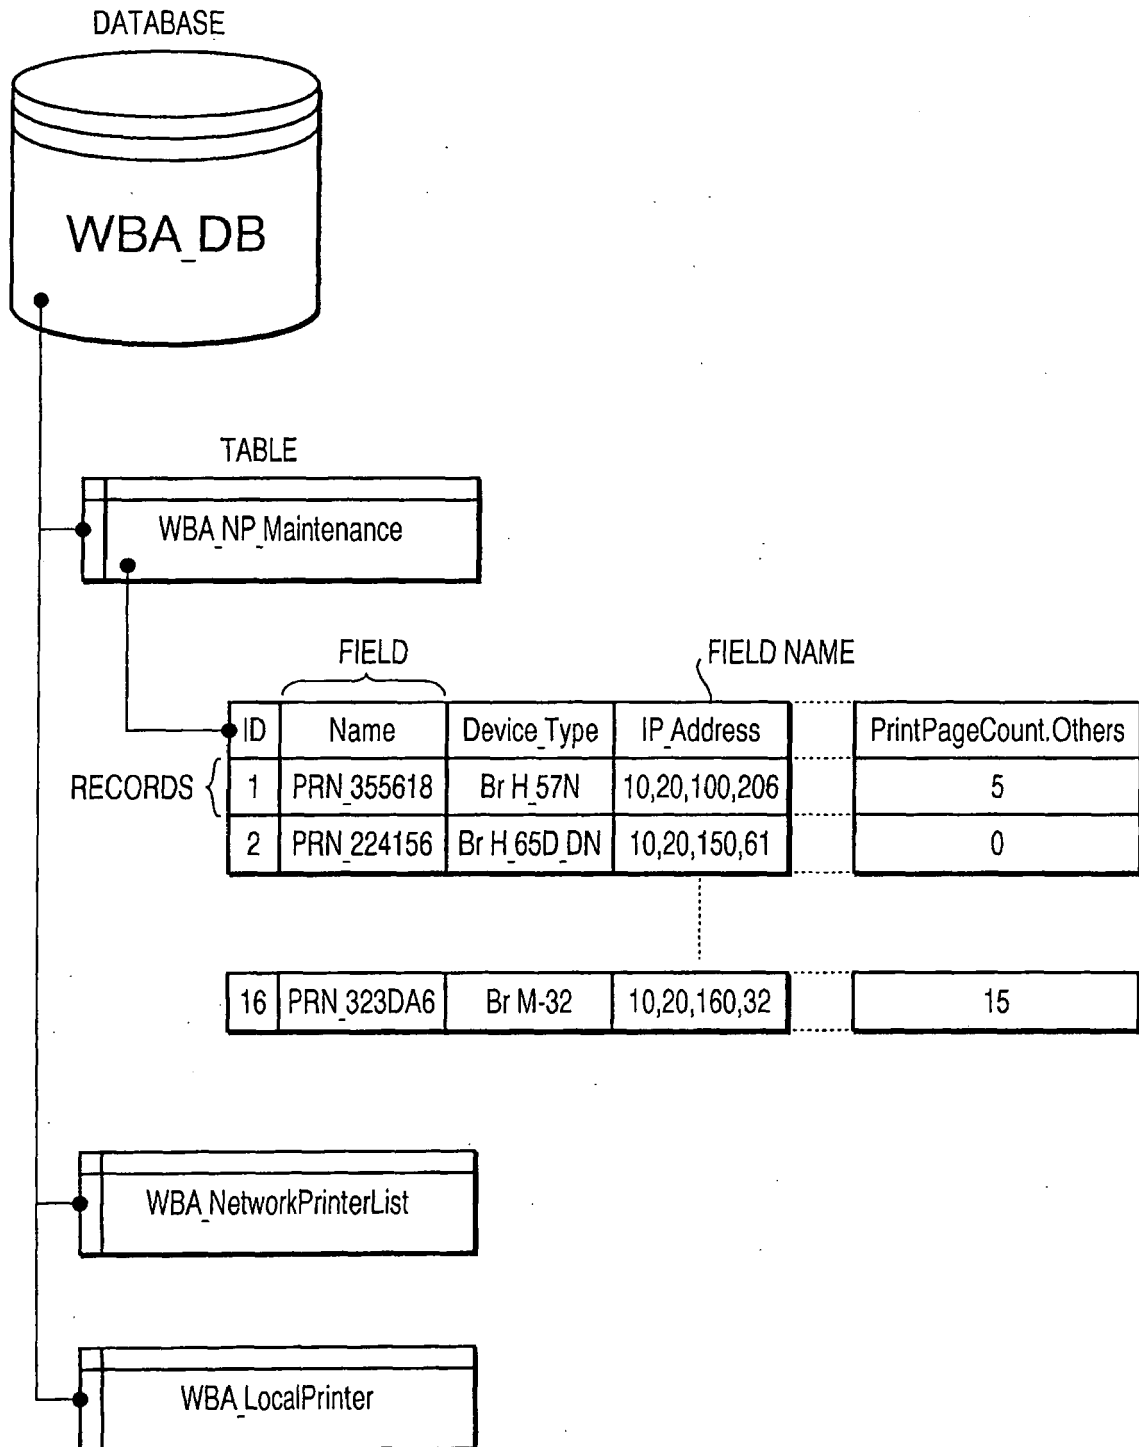 DATABASE
WBA_DB
TABLE
WBA_NP_Maintenance
FIELD
FIELD NAME
ID Name Device_Type IP_Address PrintPageCount.Others
RECORDS 1 PRN_355618 Br H_57N 10,20,100,206 5
2 PRN_224156 Br H_65D_DN 10,20,150,61 0
16 PRN_323DA6 Br M-32 10,20,160,32 15
WBA_NetworkPrinterList
WBA_LocalPrinter